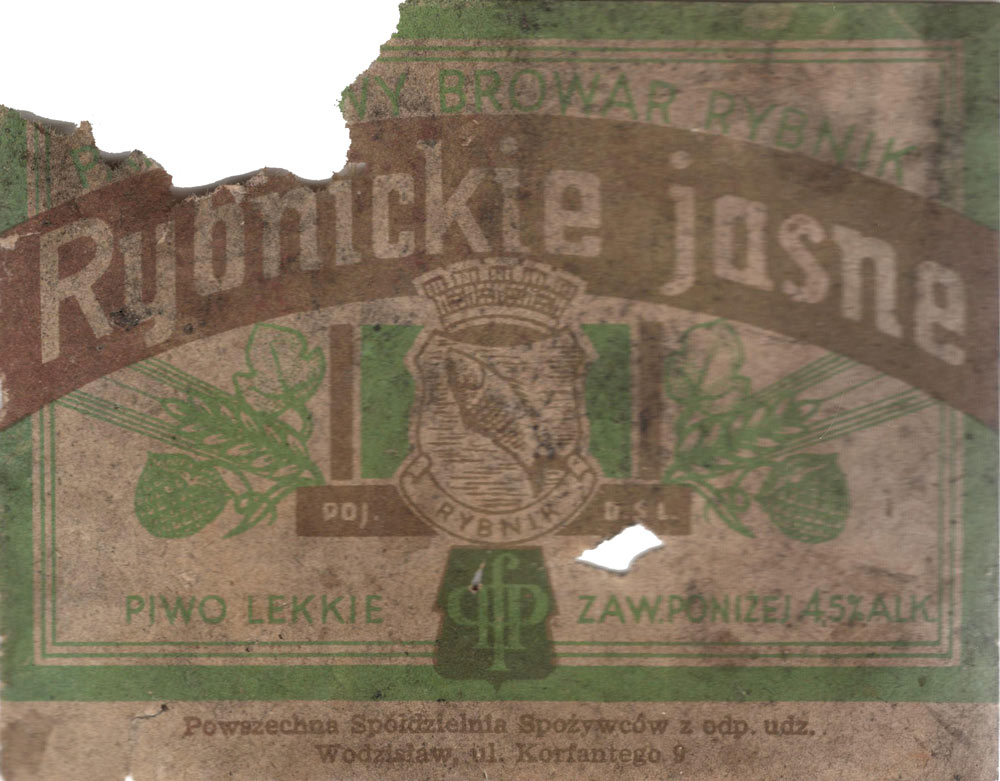 BROWAR RYBNIK
Rybnickie jasne
RYBNIK
POJ. 0.5 L.
PIWO LEKKIE ZAW.PONIŻEJ 4,5% ALK.
Powszechna Spółdzielnia Spożywców z odp. udz.
Wodzisław, ul. Korfantego 9